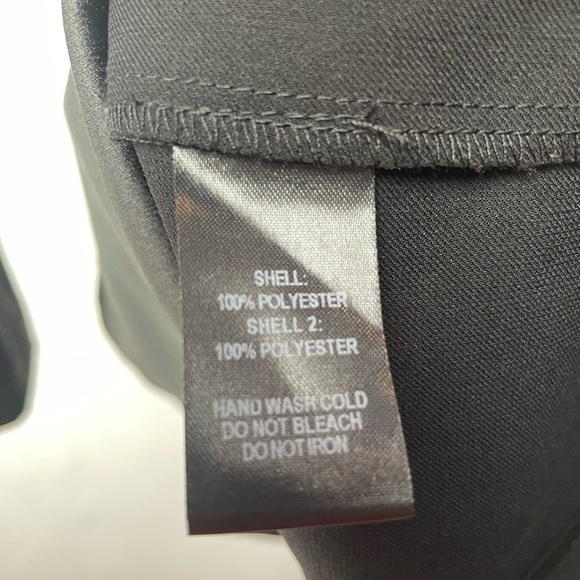 SHELL:
100% POLYESTER
SHELL 2:
100% POLYESTER
HAND WASH COLD
DO NOT BLEACH
DO NOT IRON